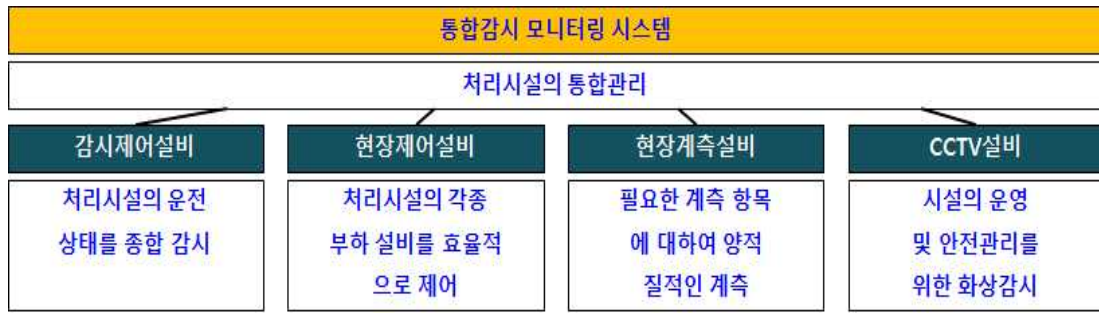 통합감시 모니터링 시스템
처리시설의 통합관리
감시제어설비
처리시설의 운전
상태를 종합 감시
현장제어설비
처리시설의 각종
부하 설비를 효율적
으로 제어
현장계측설비
필요한 계측 항목
에 대하여 양적
질적인 계측
CCTV설비
시설의 운영
및 안전관리를
위한 화상감시